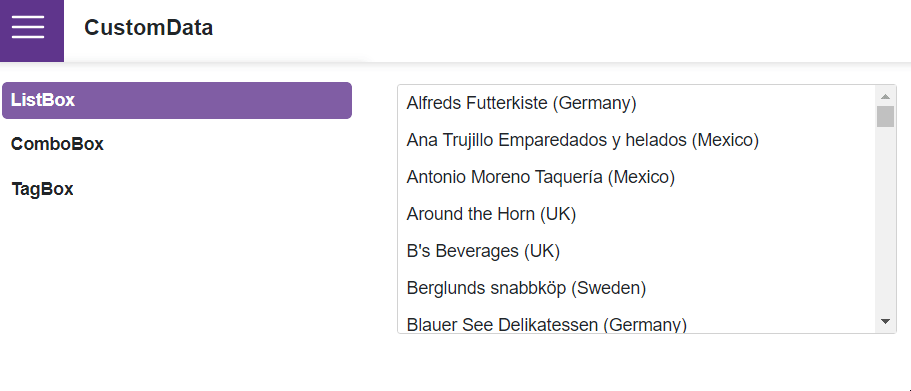 CustomData
ListBox
ComboBox
TagBox
Alfreds Futterkiste (Germany)
Ana Trujillo Emparedados y helados (Mexico)
Antonio Moreno Taquería (Mexico)
Around the Horn (UK)
B's Beverages (UK)
Berglunds snabbköp (Sweden)
Blauer See Delikatessen (Germany)